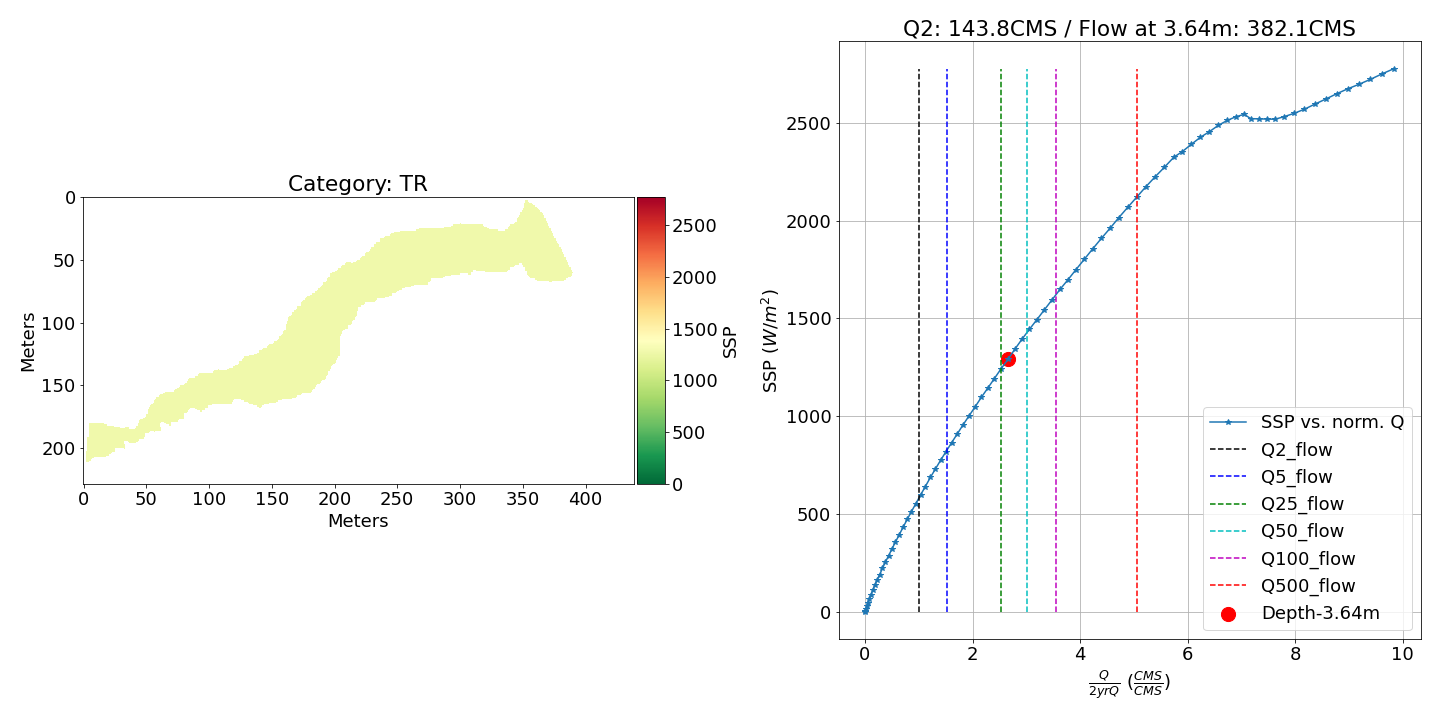 Category: TR
0
50
100
150
200
Meters
0 50 100 150 200 250 300 350 400
Meters
2500
2000
1500
1000
500
0
SSP
Q2: 143.8CMS / Flow at 3.64m: 382.1CMS
2500
2000
1500
1000
500
0
SSP (W/m²)
0 2 4 6 8 10
Q/2yrQ (CMS/CMS)
SSP vs. norm. Q
Q2_flow
Q5_flow
Q25_flow
Q50_flow
Q100_flow
Q500_flow
Depth-3.64m